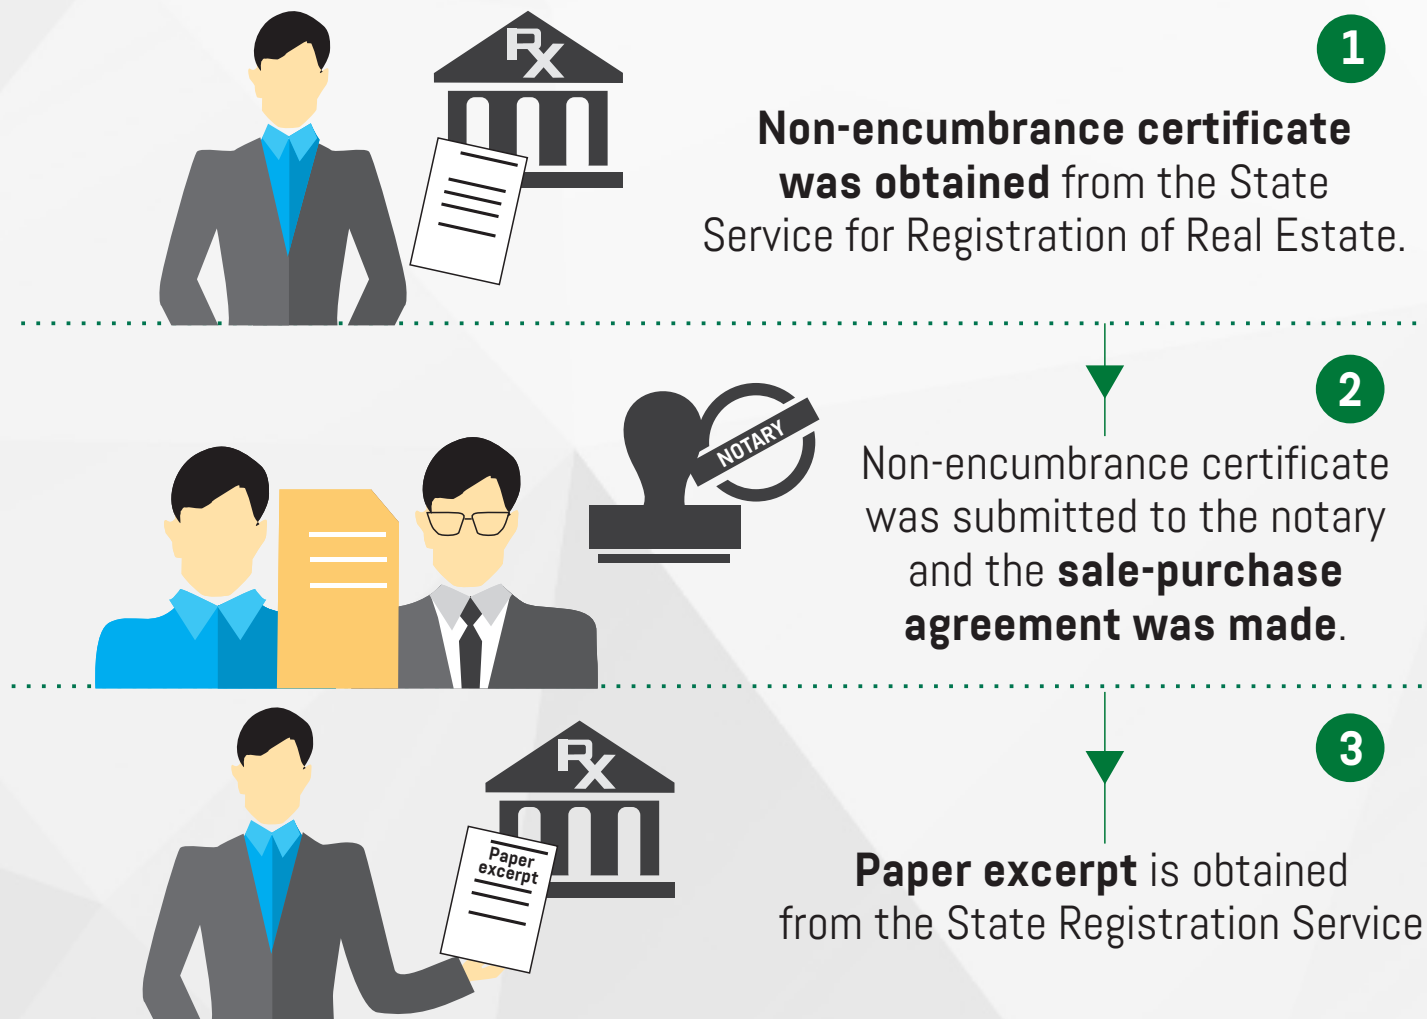 RX
1
Non-encumbrance certificate
was obtained from the State
Service for Registration of Real Estate.
NOTARY
2
Non-encumbrance certificate
was submitted to the notary
and the sale-purchase
agreement was made.
RX
Paper
excerpt
3
Paper excerpt is obtained
from the State Registration Service